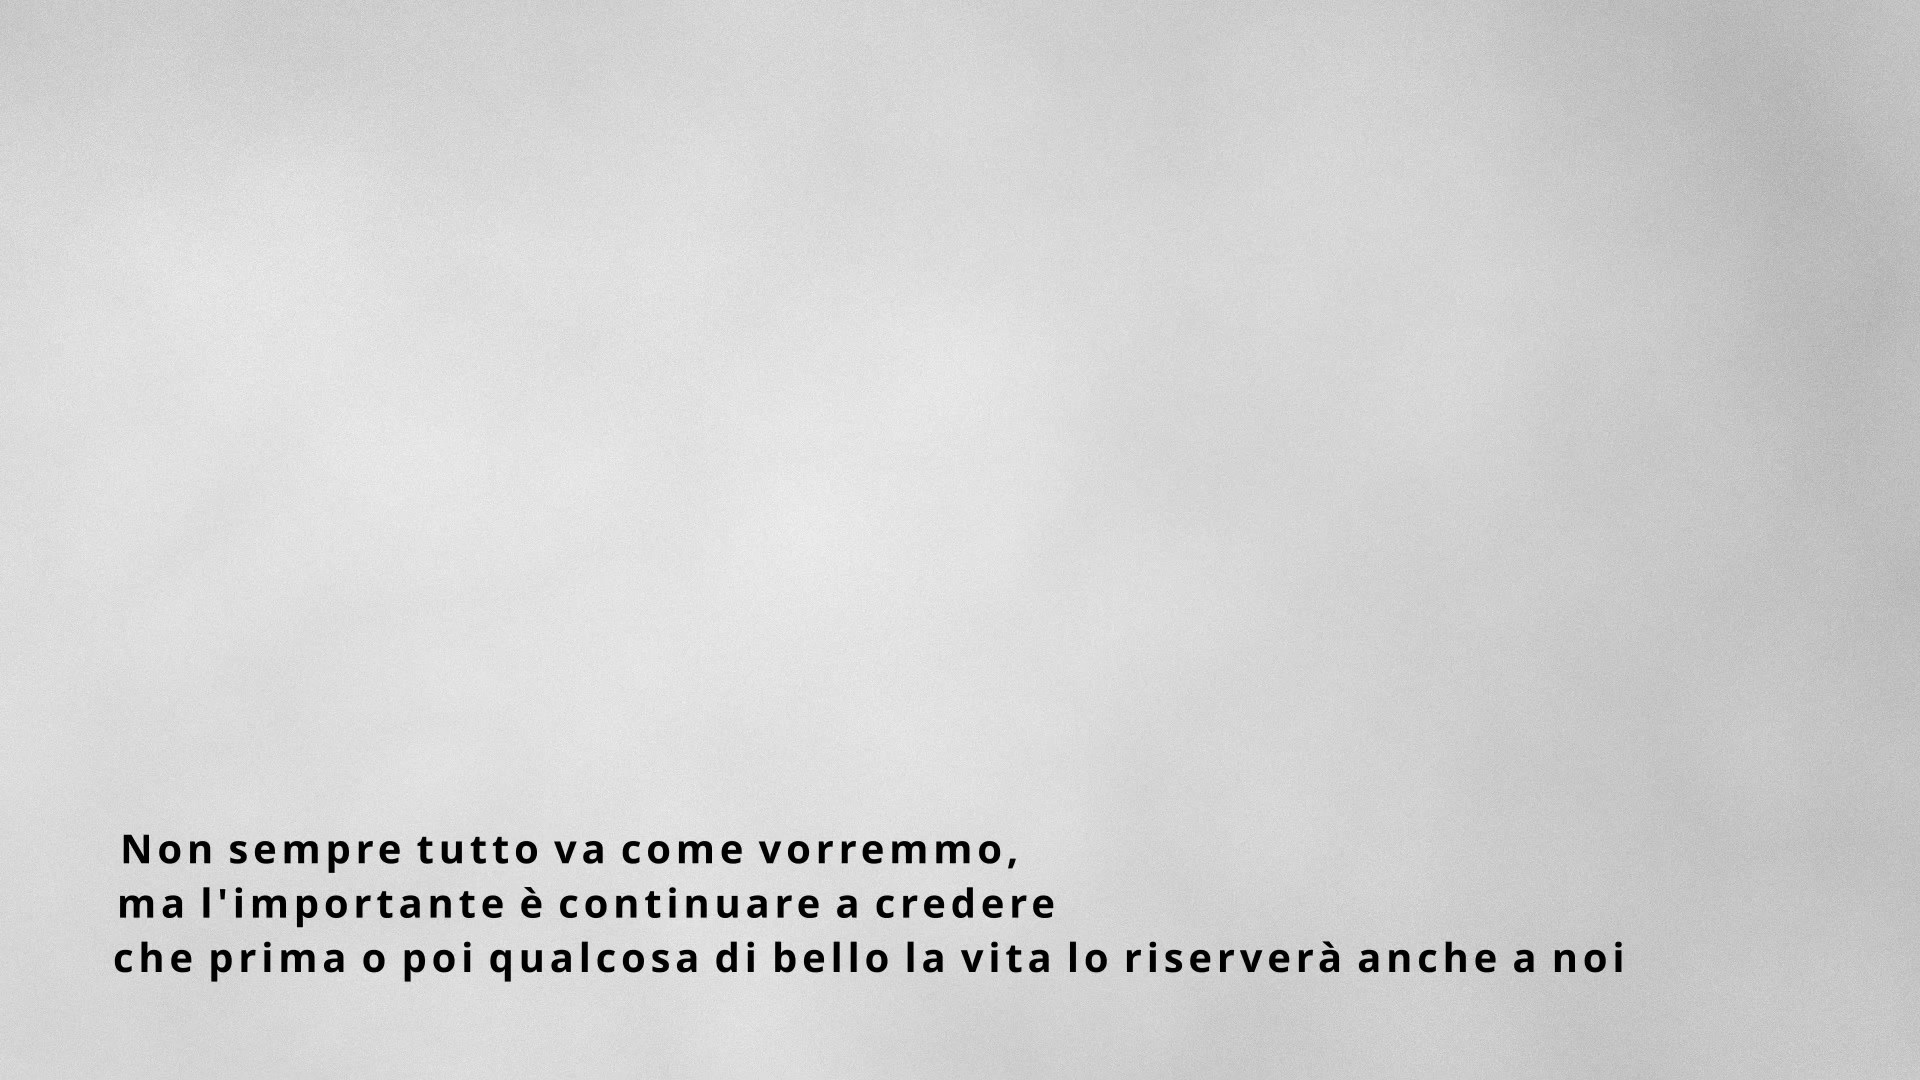 Non sempre tutto va come vorremmo,
ma l'importante è continuare a credere
che prima o poi qualcosa di bello la vita lo riserverà anche a noi